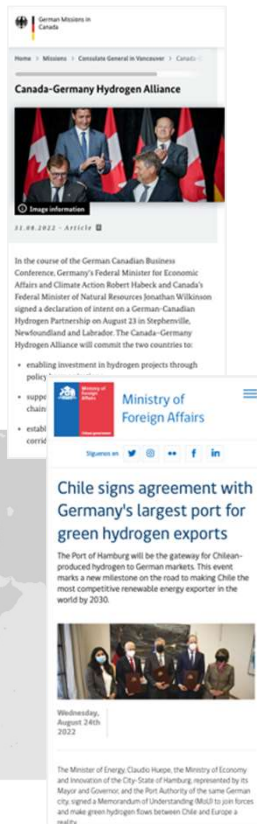 German Missions in
Canada
Home > Missions > Consulate General in Vancouver > Canada-G
Canada-Germany Hydrogen Alliance
Image information
31.08.2022 - Article
In the course of the German Canadian Business
Conference, Germany's Federal Minister for Economic
Affairs and Climate Action Robert Habeck and Canada's
Federal Minister of Natural Resources Jonathan Wilkinson
signed a declaration of intent on a German-Canadian
Hydrogen Partnership on August 23 in Stephenville,
Newfoundland and Labrador. The Canada-Germany
Hydrogen Alliance will commit the two countries to:
• enabling investment in hydrogen projects through
policy
• suppo
chain
• establ
corrid
Ministry of
Foreign
Affairs
Ministry of
Foreign Affairs
Síguenos en
Chile signs agreement with
Germany's largest port for
green hydrogen exports
The Port of Hamburg will be the gateway for Chilean-
produced hydrogen to German markets. This event
marks a new milestone on the road to making Chile the
most competitive renewable energy exporter in the
world by 2030.
Wednesday,
August 24th
2022
The Minister of Energy, Claudio Huepe, the Ministry of Economy
and Innovation of the City-State of Hamburg, represented by its
Mayor and Governor, and the Port Authority of the same German
city, signed a Memorandum of Understanding (MoU) to join forces
and make green hydrogen flows between Chile and Europe a
reality.